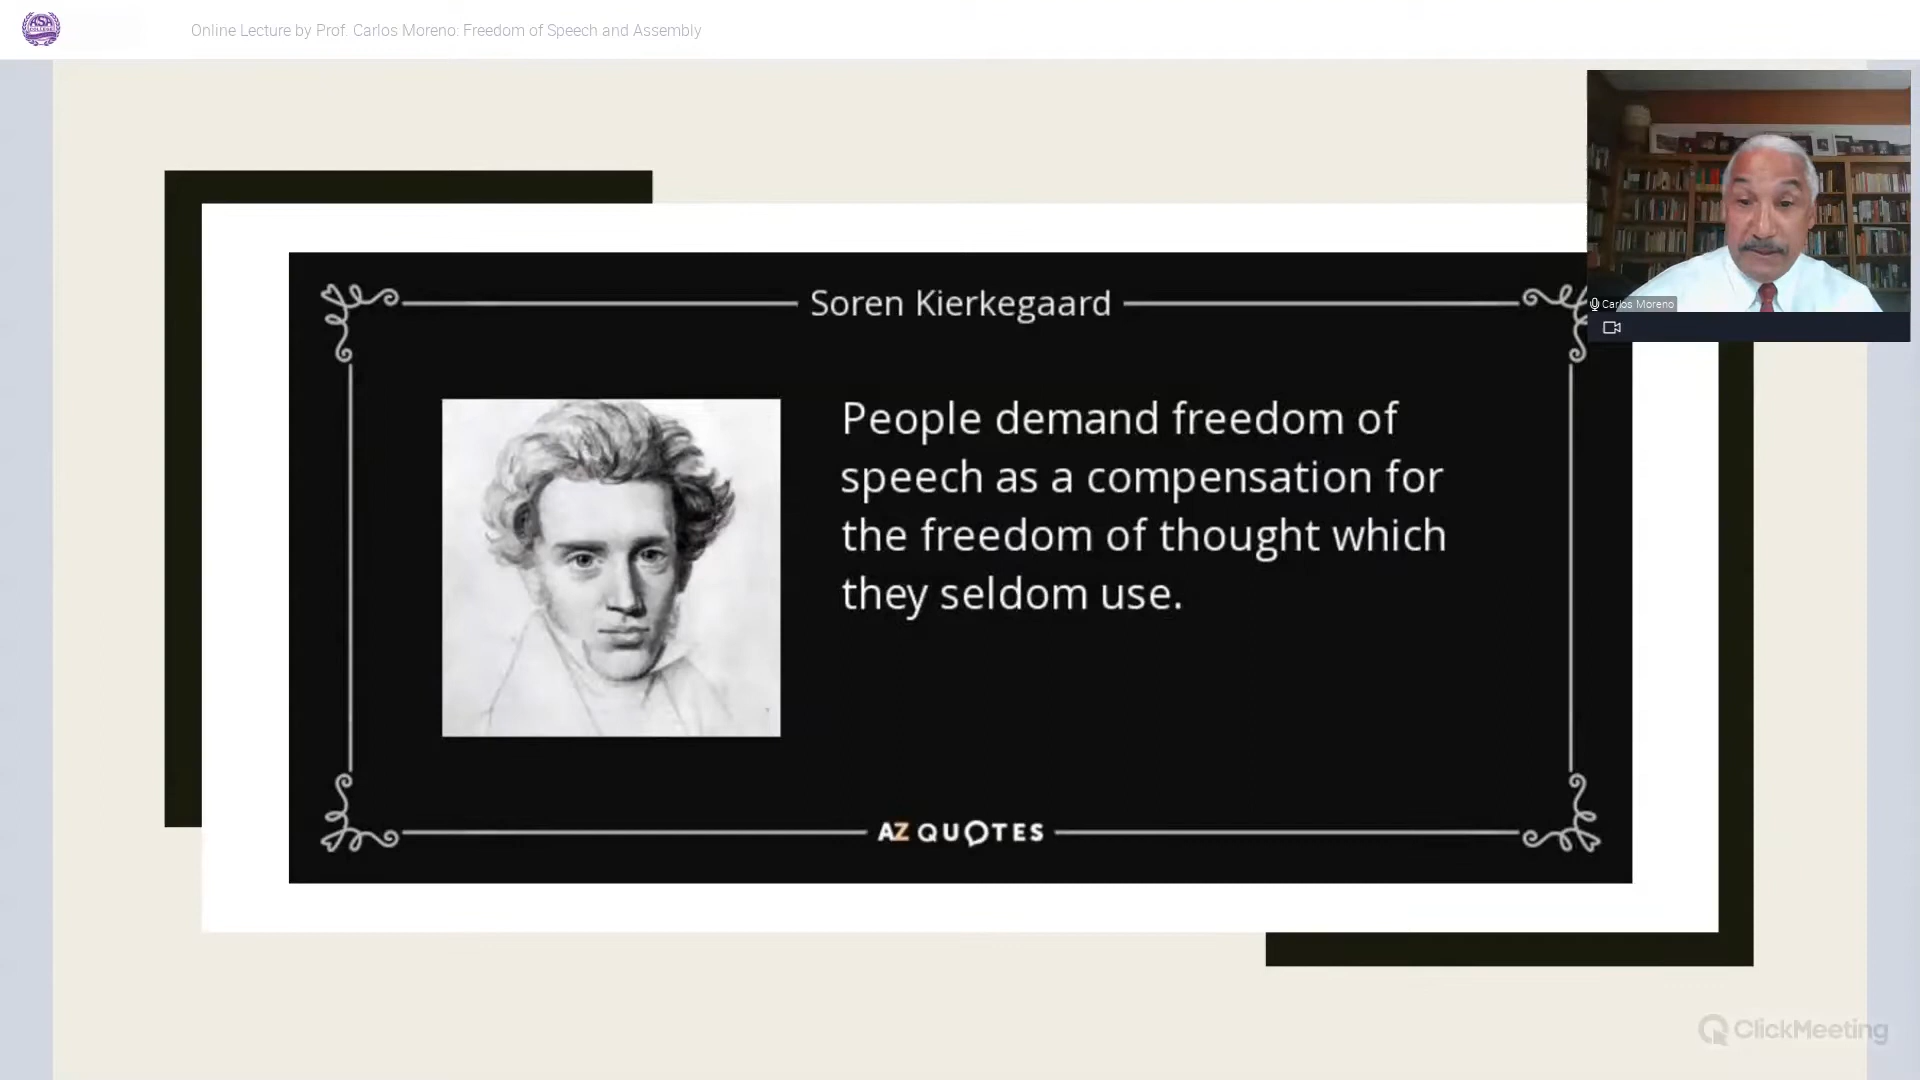 ASA
Online Lecture by Prof. Carlos Moreno: Freedom of Speech and Assembly
Carlos Moreno
Soren Kierkegaard
People demand freedom of
speech as a compensation for
the freedom of thought which
they seldom use.
AZ QUOTES
ClickMeeting